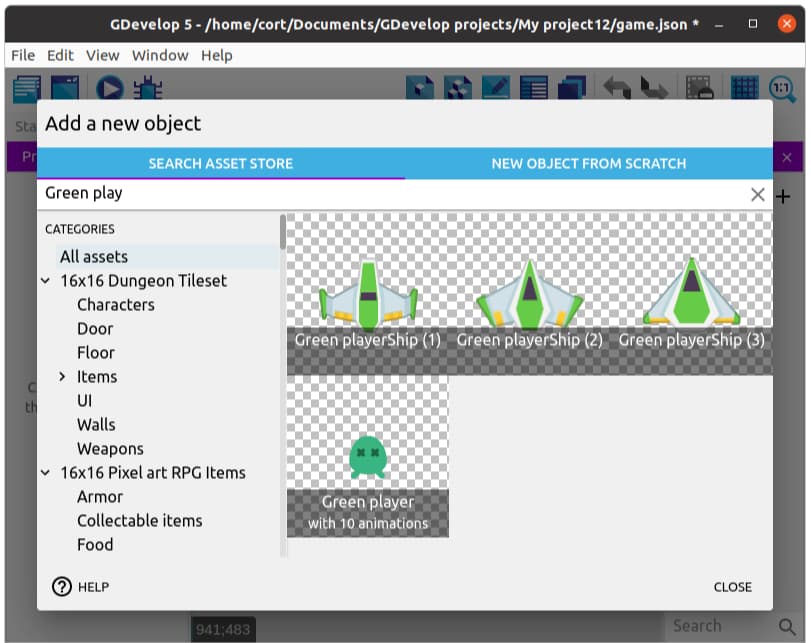 GDevelop 5 - /home/cort/Documents/GDevelop projects/My project12/game.json *
File Edit View Window Help
1:1
Sta
Add a new object
Pr
SEARCH ASSET STORE
NEW OBJECT FROM SCRATCH
Green play
CATEGORIES
All assets
16x16 Dungeon Tileset
Characters
Door
Floor
Items
UI
Walls
Weapons
16x16 Pixel art RPG Items
Armor
Collectable items
Food
Green playerShip (1)
Green playerShip (2)
Green playerShip (3)
Green player
with 10 animations
C
th
? HELP
CLOSE
941;483
Search